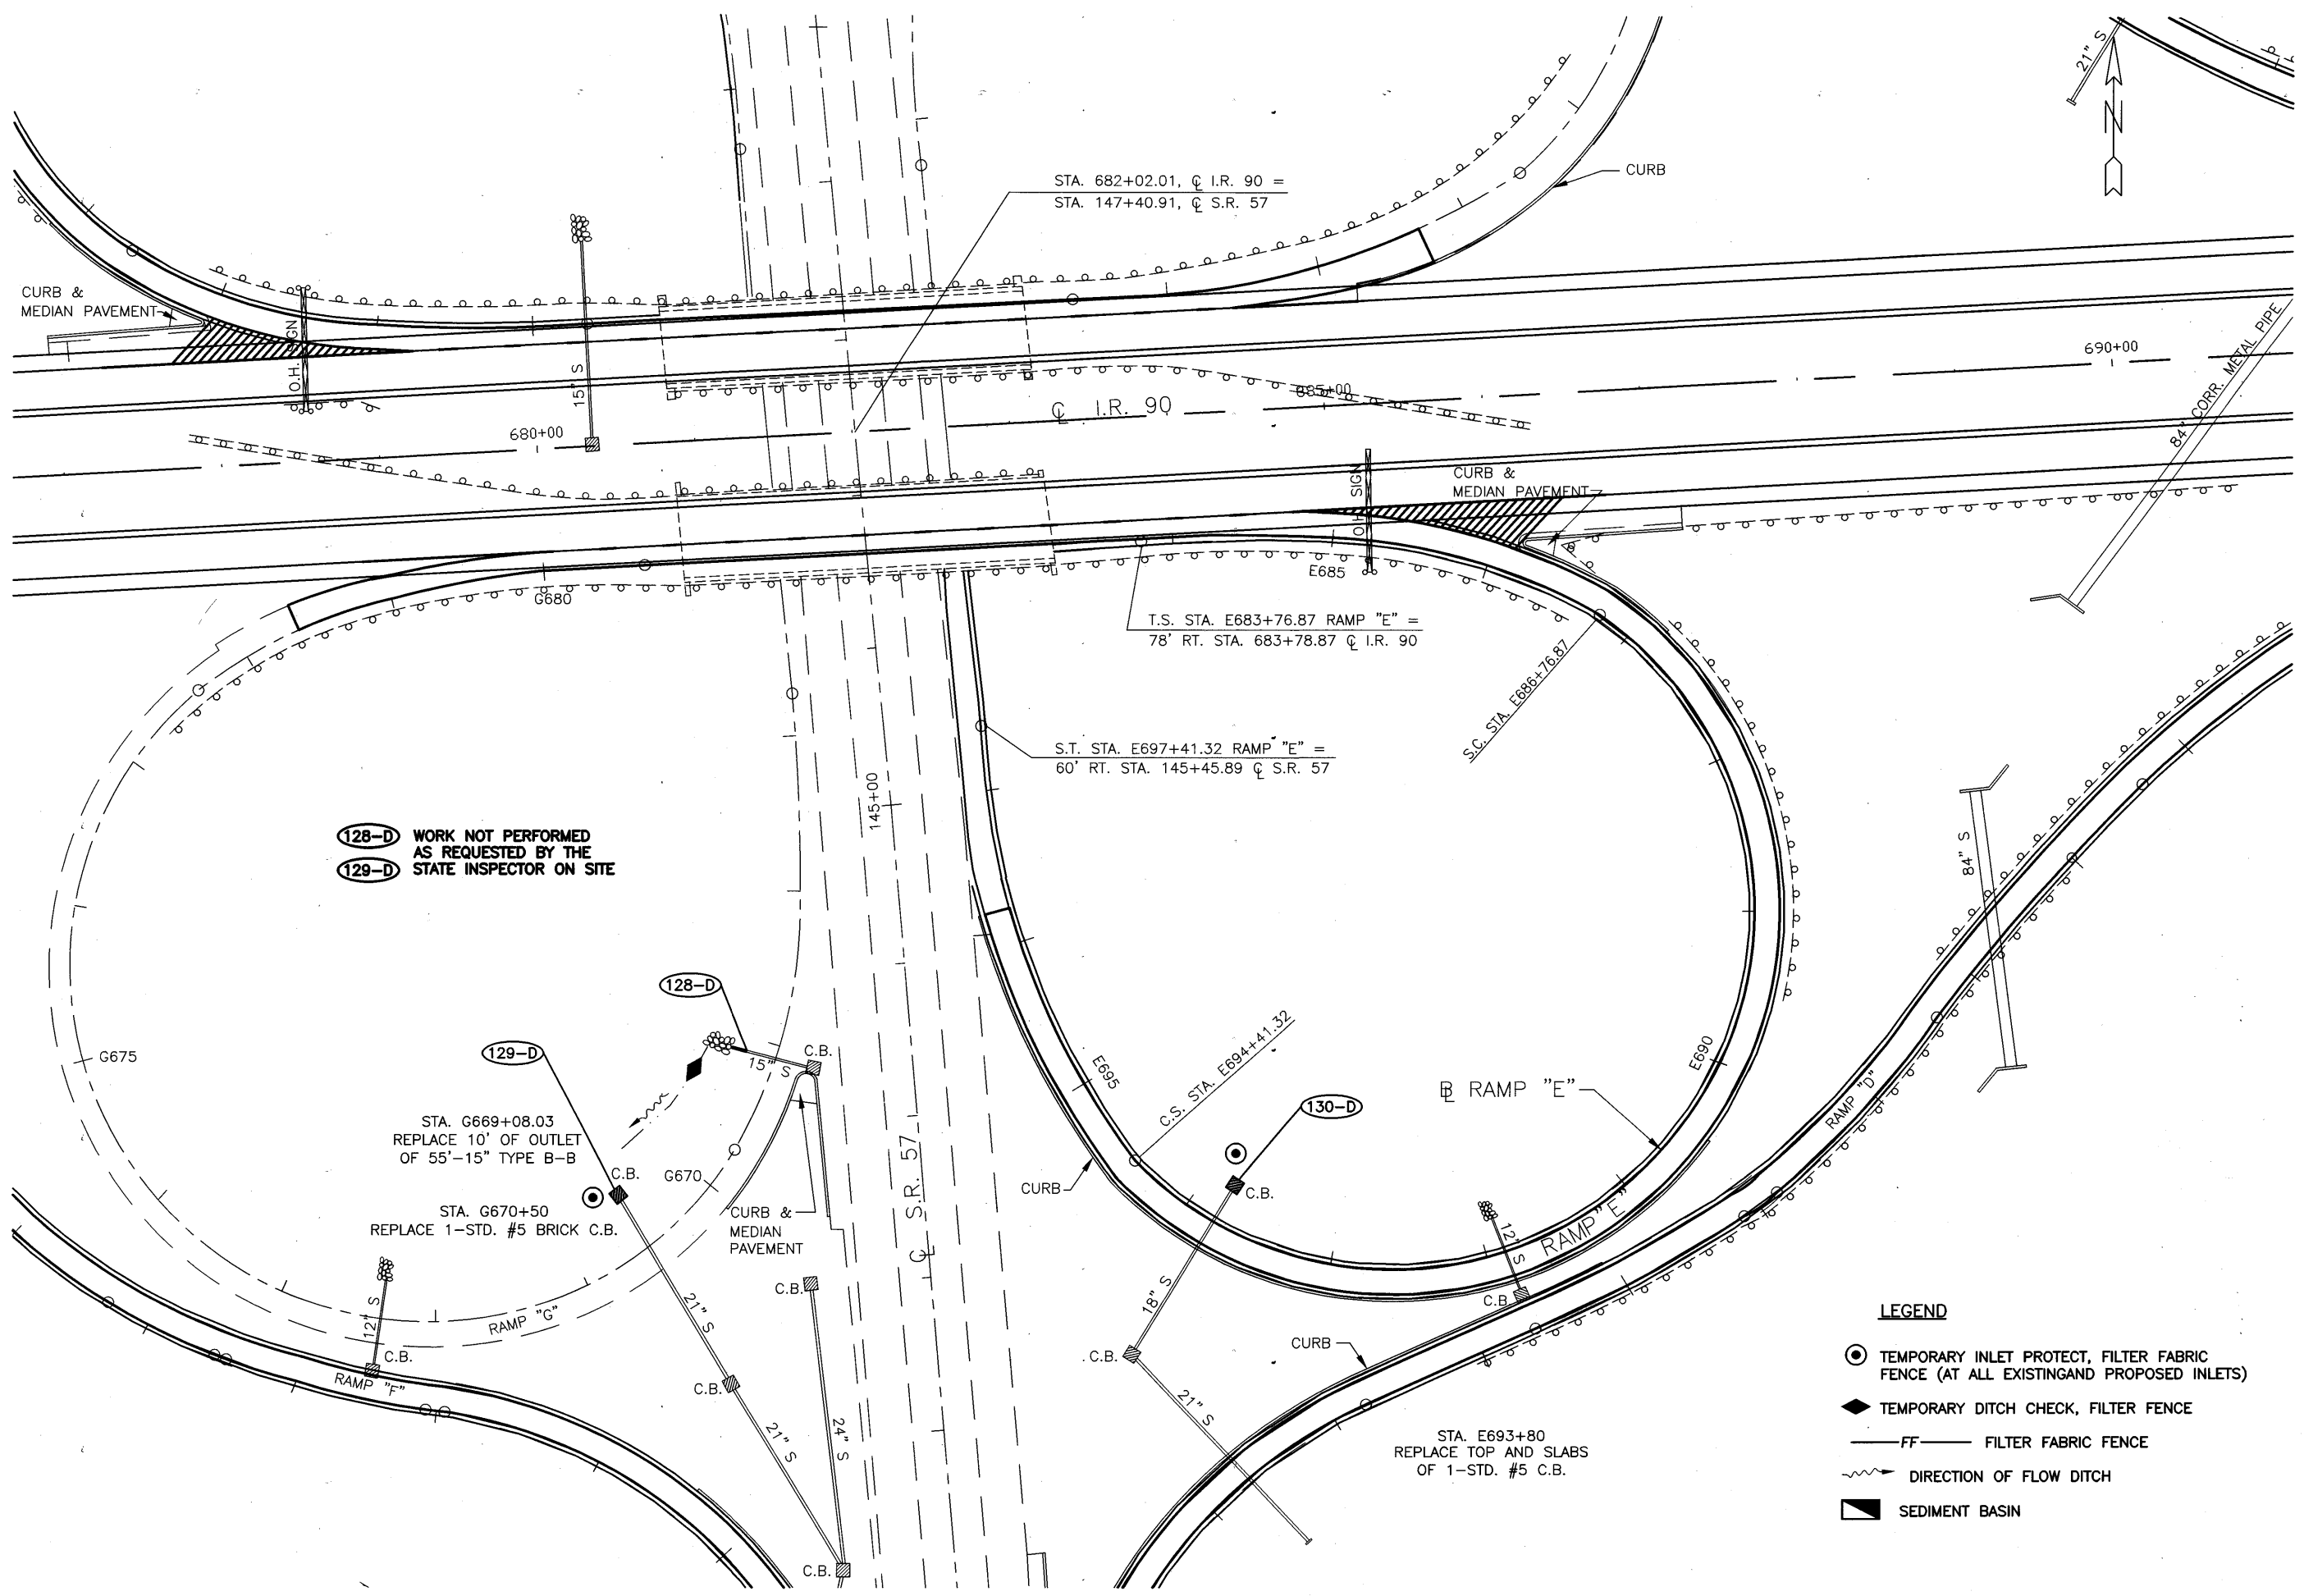 21" S
N
STA. 682+02.01, ℄ I.R. 90 =
STA. 147+40.91, ℄ S.R. 57
CURB
CURB &
MEDIAN PAVEMENT
O.H. SIGN
15" S
680+00
℄ I.R. 90
685+00
690+00
84" CORR. METAL PIPE
CURB &
MEDIAN PAVEMENT
O.H. SIGN
G680
E685
T.S. STA. E683+76.87 RAMP "E" =
78' RT. STA. 683+78.87 ℄ I.R. 90
S.C. STA. E686+76.87
S.T. STA. E697+41.32 RAMP "E" =
60' RT. STA. 145+45.89 ℄ S.R. 57
145+00
128-D WORK NOT PERFORMED
AS REQUESTED BY THE
129-D STATE INSPECTOR ON SITE
84" S
128-D
129-D
15" S
C.B.
G675
E695
C.S. STA. E694+41.32
E690
RAMP "D"
B̲L RAMP "E"
130-D
STA. G669+08.03
REPLACE 10' OF OUTLET
OF 55'-15" TYPE B-B
C.B.
G670
STA. G670+50
REPLACE 1-STD. #5 BRICK C.B.
CURB &
MEDIAN
PAVEMENT
℄ S.R. 57
CURB
C.B.
12" S
RAMP "E"
18" S
C.B.
21" S
C.B.
12" S
RAMP "G"
C.B.
C.B.
RAMP "F"
C.B.
CURB
21" S
21" S
24" S
C.B.
STA. E693+80
REPLACE TOP AND SLABS
OF 1-STD. #5 C.B.
LEGEND
TEMPORARY INLET PROTECT, FILTER FABRIC
FENCE (AT ALL EXISTINGAND PROPOSED INLETS)
TEMPORARY DITCH CHECK, FILTER FENCE
FF FILTER FABRIC FENCE
DIRECTION OF FLOW DITCH
SEDIMENT BASIN